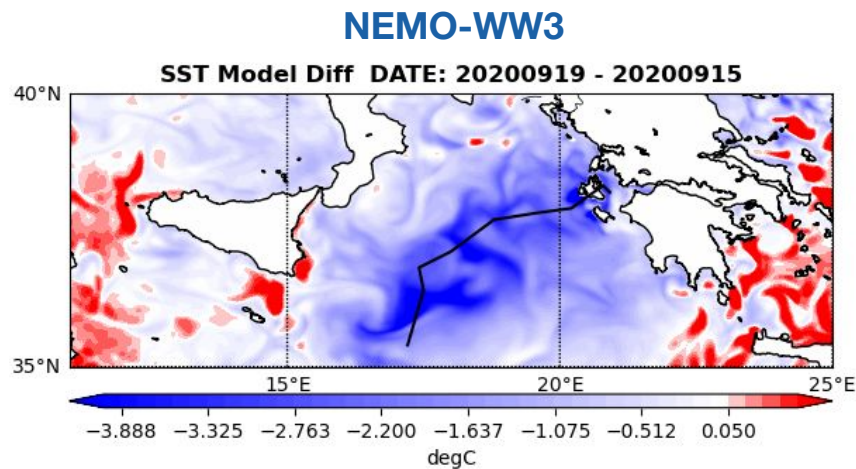 NEMO-WW3
SST Model Diff DATE: 20200919 - 20200915
40°N
35°N
15°E 20°E 25°E
−3.888 −3.325 −2.763 −2.200 −1.637 −1.075 −0.512 0.050
degC